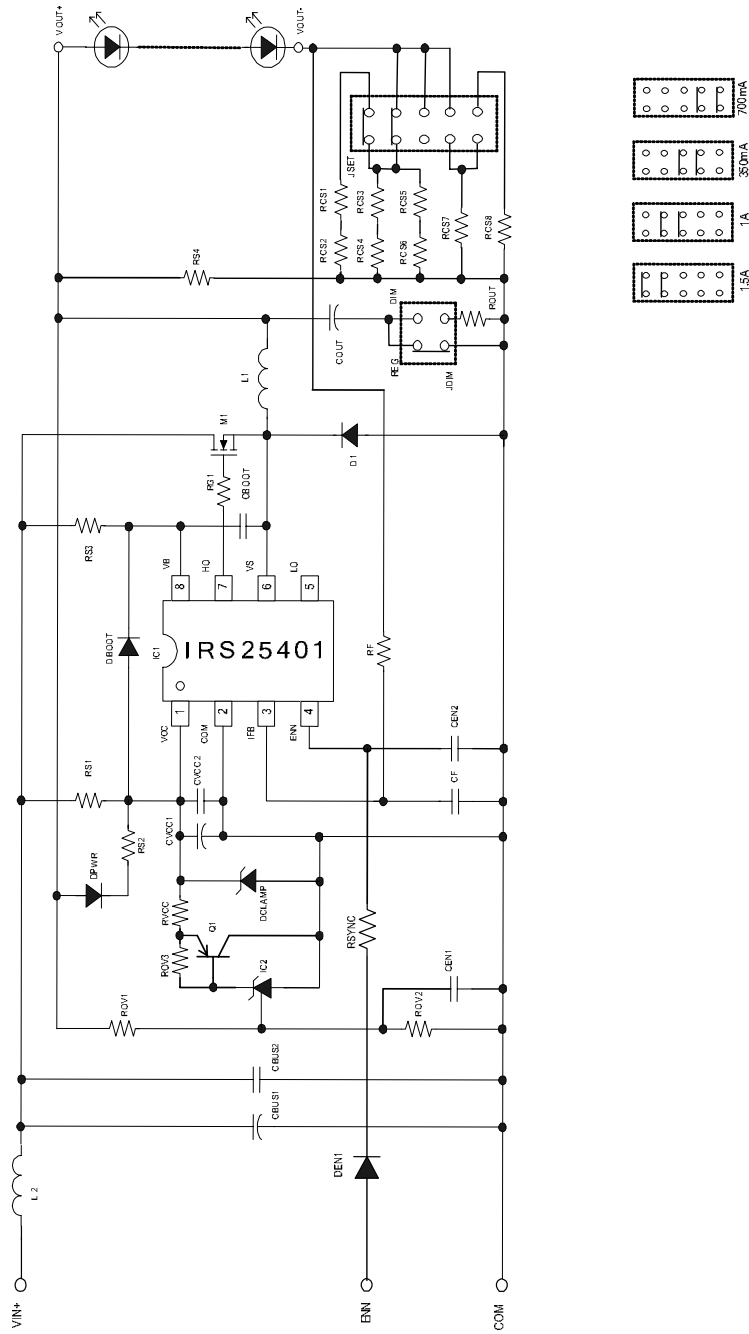 VOUT+
VOUT-
RS4
RCS1
RCS2
JSET
RCS3
RCS4
RCS5
RCS6
RCS7
RCS8
700mA
350mA
1A
1.5A
L1
COUT
DIM
REG
ROUT
JDIM
M1
RG1
CBOOT
D1
RS3
VB
HO
VS
LO
8
7
6
5
DBOOT
IC1
IRS25401
RF
1
2
3
4
VCC
COM
IFB
ENN
RS1
CVCC2
CVCC1
CEN2
CF
DPWR
RS2
RVCC
DCLAMP
Q1
ROV3
IC2
RSYNC
ROV1
CEN1
ROV2
CBUS2
CBUS1
L2
DEN1
VIN+
ENN
COM